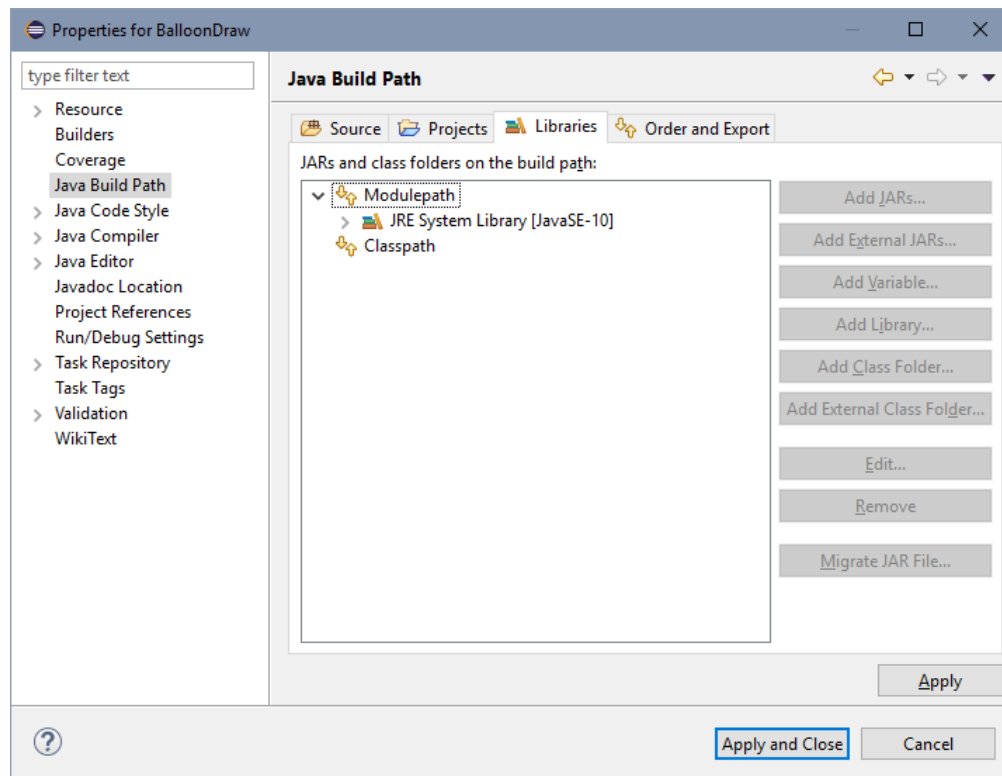 Properties for BalloonDraw
type filter text
Resource
Builders
Coverage
Java Build Path
Java Code Style
Java Compiler
Java Editor
Javadoc Location
Project References
Run/Debug Settings
Task Repository
Task Tags
Validation
WikiText
Java Build Path
Source Projects Libraries Order and Export
JARs and class folders on the build path:
Modulepath
JRE System Library [JavaSE-10]
Classpath
Add JARs...
Add External JARs...
Add Variable...
Add Library...
Add Class Folder...
Add External Class Folder...
Edit...
Remove
Migrate JAR File...
Apply
?
Apply and Close Cancel